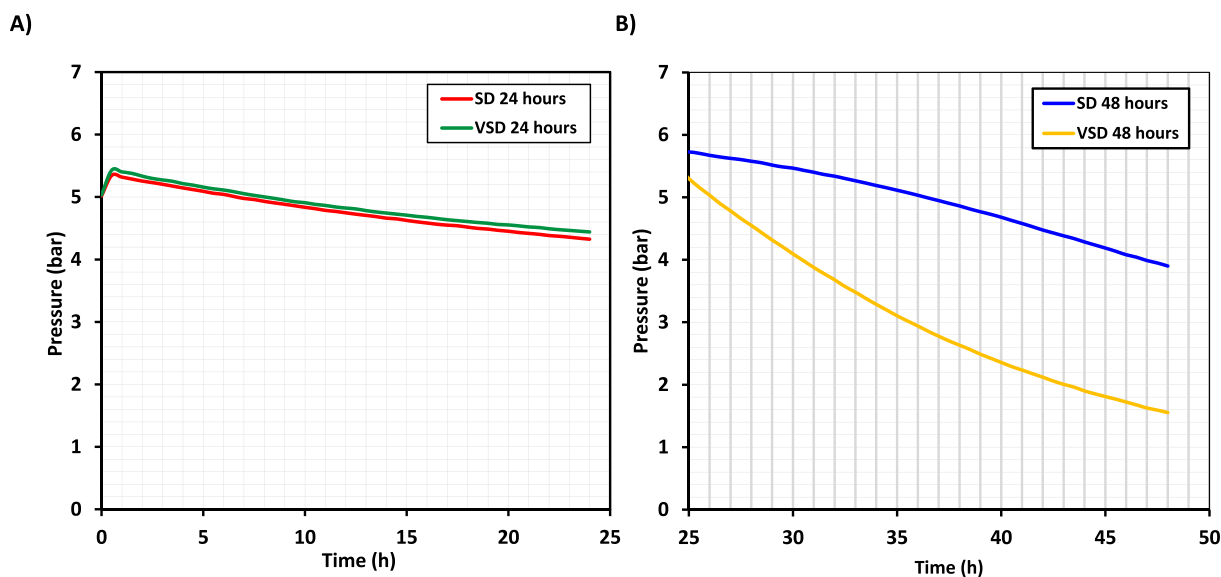 A)
B)
7
6
5
4
3
2
1
0
Pressure (bar)
SD 24 hours
VSD 24 hours
0 5 10 15 20 25
Time (h)
7
6
5
4
3
2
1
0
Pressure (bar)
SD 48 hours
VSD 48 hours
25 30 35 40 45 50
Time (h)